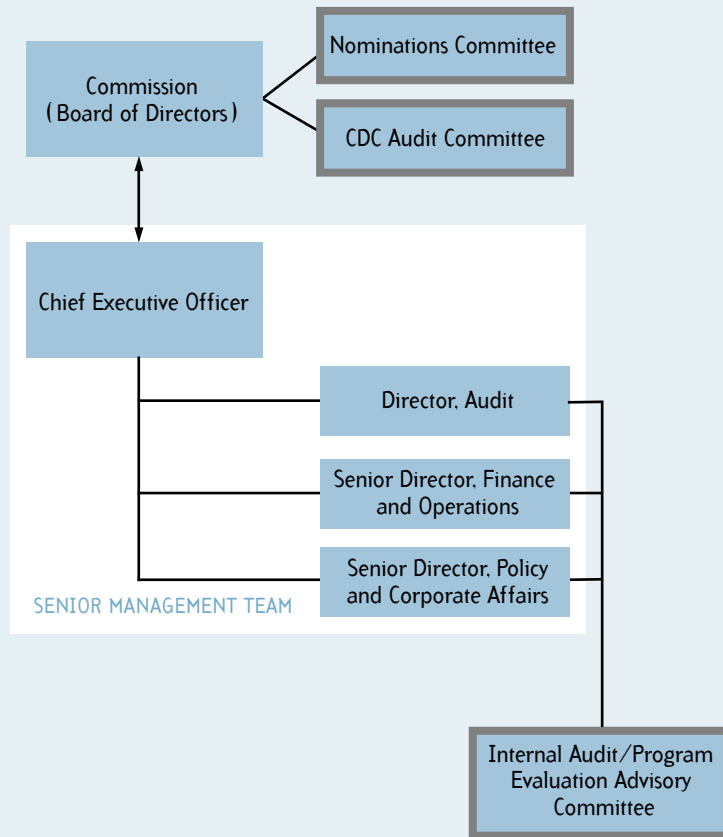 Nominations Committee
Commission
(Board of Directors)
CDC Audit Committee
Chief Executive Officer
Director, Audit
Senior Director, Finance
and Operations
Senior Director, Policy
and Corporate Affairs
SENIOR MANAGEMENT TEAM
Internal Audit/Program
Evaluation Advisory
Committee